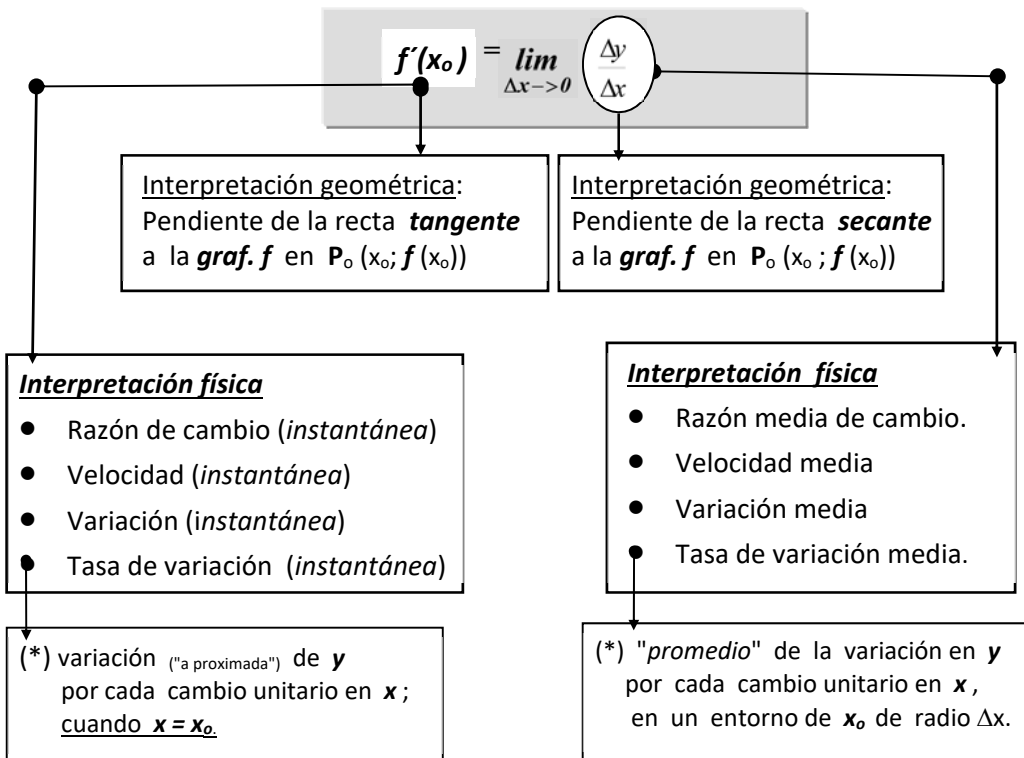 f´(xₒ) = lim Δy
Δx−>0 Δx
Interpretación geométrica:
Pendiente de la recta tangente
a la graf. f en Pₒ (xₒ; f (xₒ))
Interpretación geométrica:
Pendiente de la recta secante
a la graf. f en Pₒ (xₒ ; f (xₒ))
Interpretación física
● Razón de cambio (instantánea)
● Velocidad (instantánea)
● Variación (instantánea)
● Tasa de variación (instantánea)
(*) variación ("a proximada") de y
por cada cambio unitario en x ;
cuando x = xₒ.
Interpretación física
● Razón media de cambio.
● Velocidad media
● Variación media
● Tasa de variación media.
(*) "promedio" de la variación en y
por cada cambio unitario en x ,
en un entorno de xₒ de radio Δx.